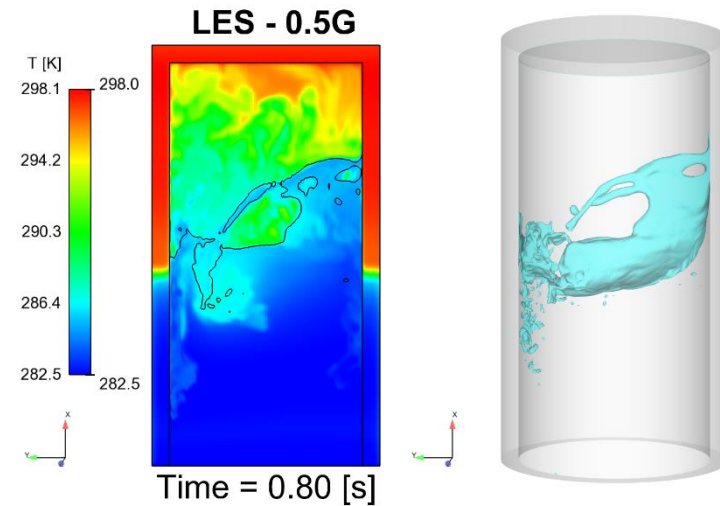 LES - 0.5G
T [K]
298.1
298.0
294.2
290.3
286.4
282.5
282.5
X
Y
X
Y
Time = 0.80 [s]